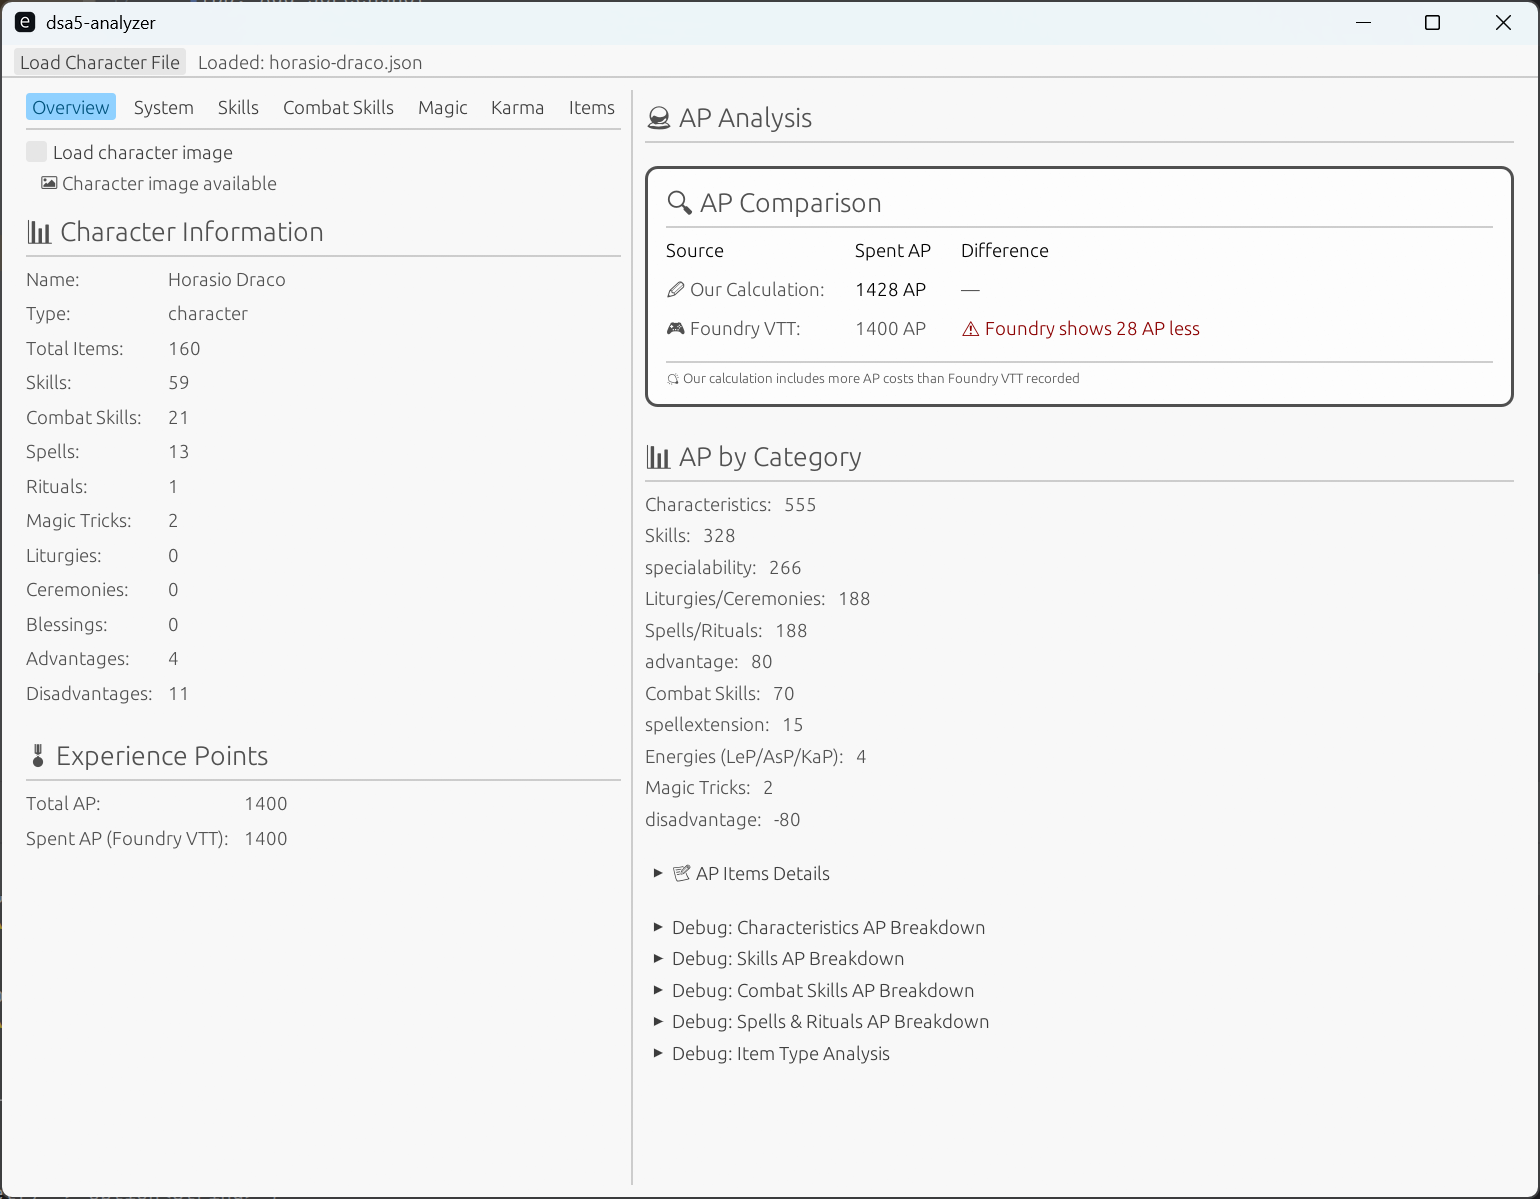 dsa5-analyzer
Load Character File Loaded: horasio-draco.json
Overview System Skills Combat Skills Magic Karma Items
Load character image
Character image available
Character Information
Name: Horasio Draco
Type: character
Total Items: 160
Skills: 59
Combat Skills: 21
Spells: 13
Rituals: 1
Magic Tricks: 2
Liturgies: 0
Ceremonies: 0
Blessings: 0
Advantages: 4
Disadvantages: 11
Experience Points
Total AP: 1400
Spent AP (Foundry VTT): 1400
AP Analysis
AP Comparison
Source Spent AP Difference
Our Calculation: 1428 AP —
Foundry VTT: 1400 AP ⚠ Foundry shows 28 AP less
Our calculation includes more AP costs than Foundry VTT recorded
AP by Category
Characteristics: 555
Skills: 328
specialability: 266
Liturgies/Ceremonies: 188
Spells/Rituals: 188
advantage: 80
Combat Skills: 70
spellextension: 15
Energies (LeP/AsP/KaP): 4
Magic Tricks: 2
disadvantage: -80
AP Items Details
Debug: Characteristics AP Breakdown
Debug: Skills AP Breakdown
Debug: Combat Skills AP Breakdown
Debug: Spells & Rituals AP Breakdown
Debug: Item Type Analysis